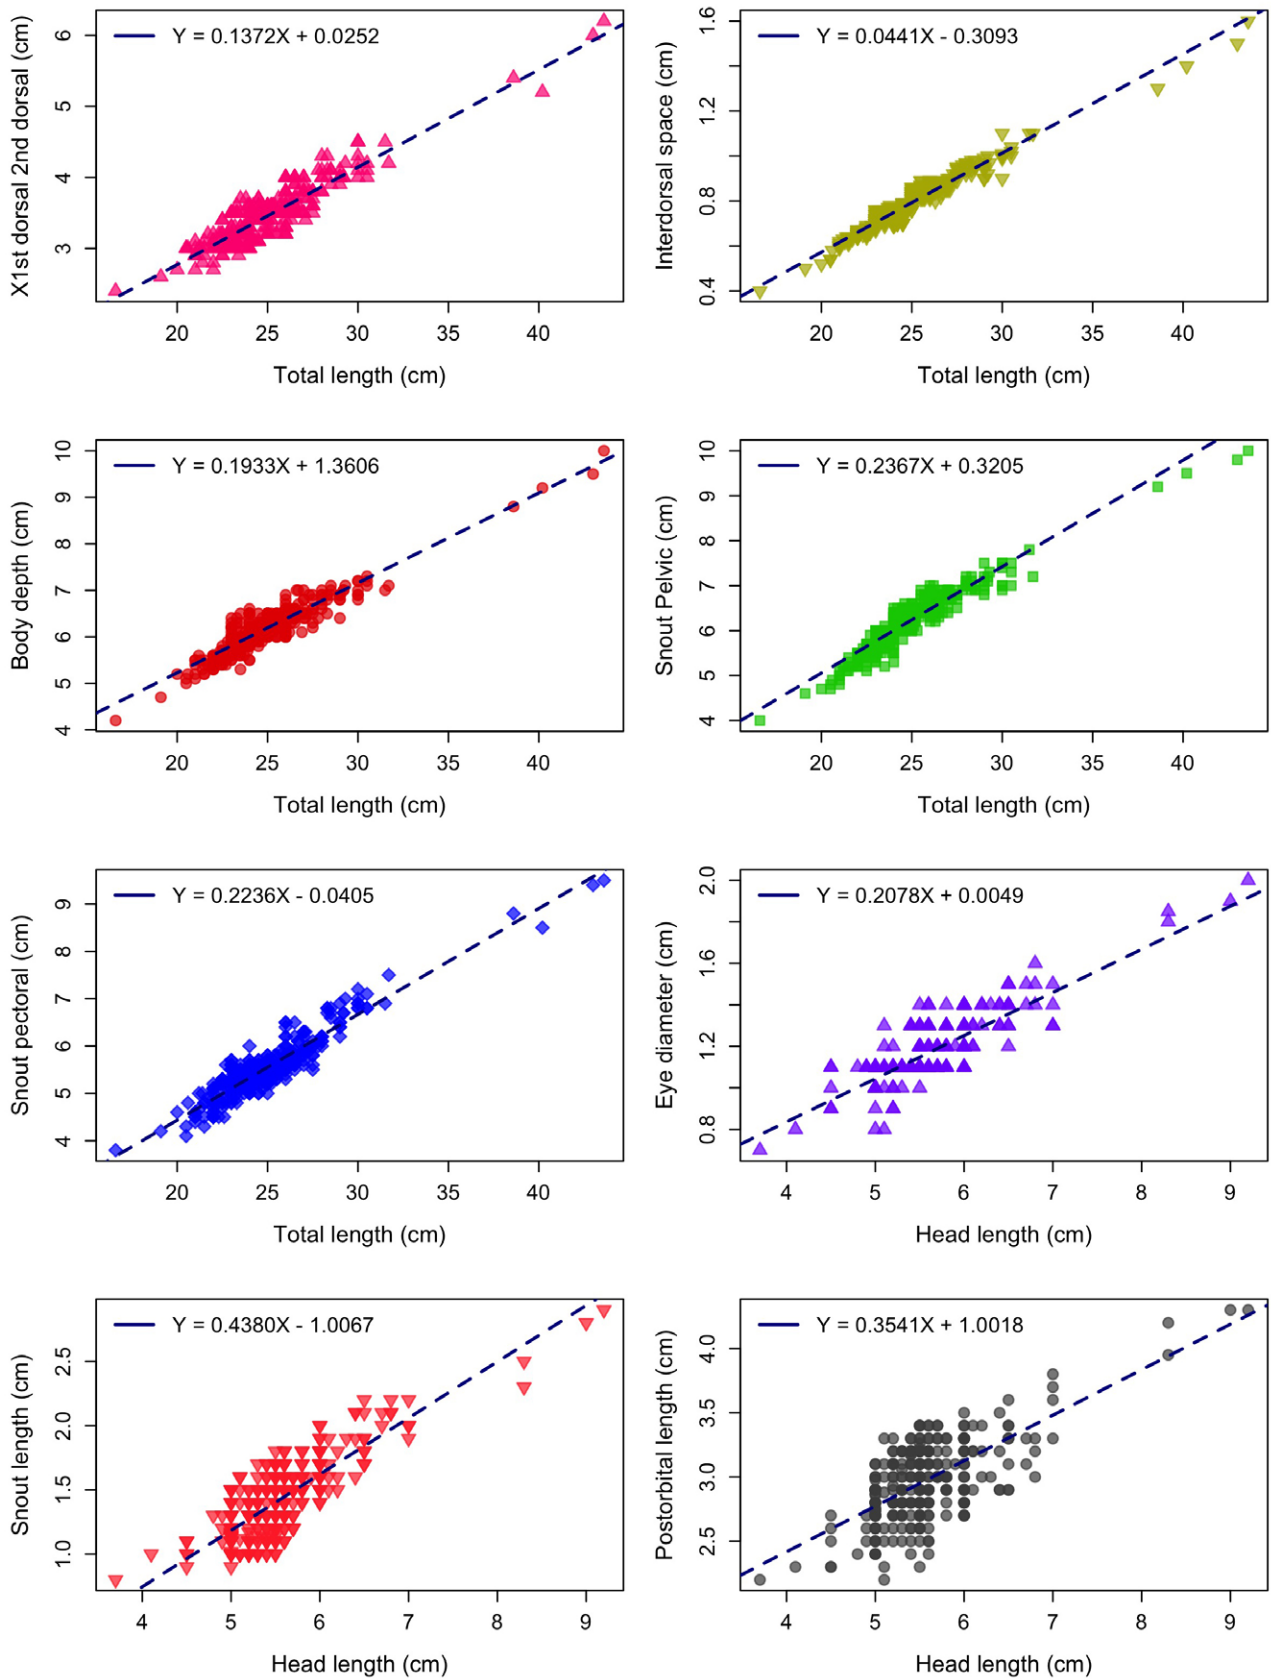 Y = 0.1372X + 0.0252
X1st dorsal 2nd dorsal (cm)
6
5
4
3
20 25 30 35 40
Total length (cm)
Y = 0.0441X - 0.3093
Interdorsal space (cm)
1.6
1.2
0.8
0.4
20 25 30 35 40
Total length (cm)
Y = 0.1933X + 1.3606
Body depth (cm)
10
9
8
7
6
5
4
20 25 30 35 40
Total length (cm)
Y = 0.2367X + 0.3205
Snout Pelvic (cm)
10
9
8
7
6
5
4
20 25 30 35 40
Total length (cm)
Y = 0.2236X - 0.0405
Snout pectoral (cm)
9
8
7
6
5
4
20 25 30 35 40
Total length (cm)
Y = 0.2078X + 0.0049
Eye diameter (cm)
2.0
1.6
1.2
0.8
4 5 6 7 8 9
Head length (cm)
Y = 0.4380X - 1.0067
Snout length (cm)
2.5
2.0
1.5
1.0
4 5 6 7 8 9
Head length (cm)
Y = 0.3541X + 1.0018
Postorbital length (cm)
4.0
3.5
3.0
2.5
4 5 6 7 8 9
Head length (cm)